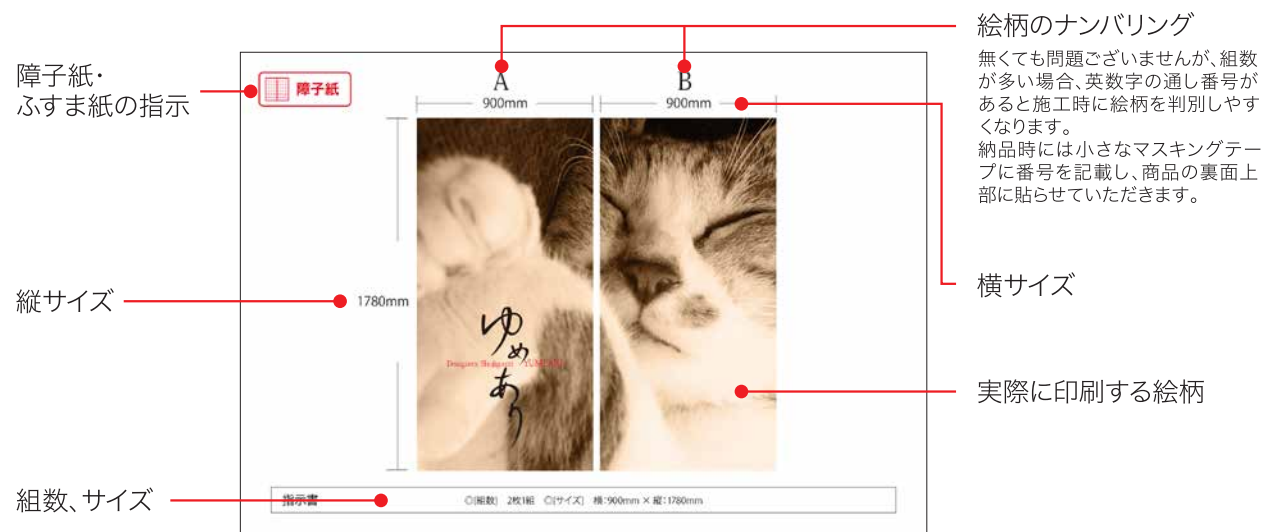 障子紙・
ふすま紙の指示
縦サイズ
組数、サイズ
障子紙
A
B
900mm
900mm
1780mm
ゆめあり
Designers Shojigami YUMEARI
指示書
◎[組数] 2枚1組 ◎[サイズ] 横：900mm × 縦：1780mm
絵柄のナンバリング
無くても問題ございませんが、組数
が多い場合、英数字の通し番号が
あると施工時に絵柄を判別しやす
くなります。
納品時には小さなマスキングテー
プに番号を記載し、商品の裏面上
部に貼らせていただきます。
横サイズ
実際に印刷する絵柄